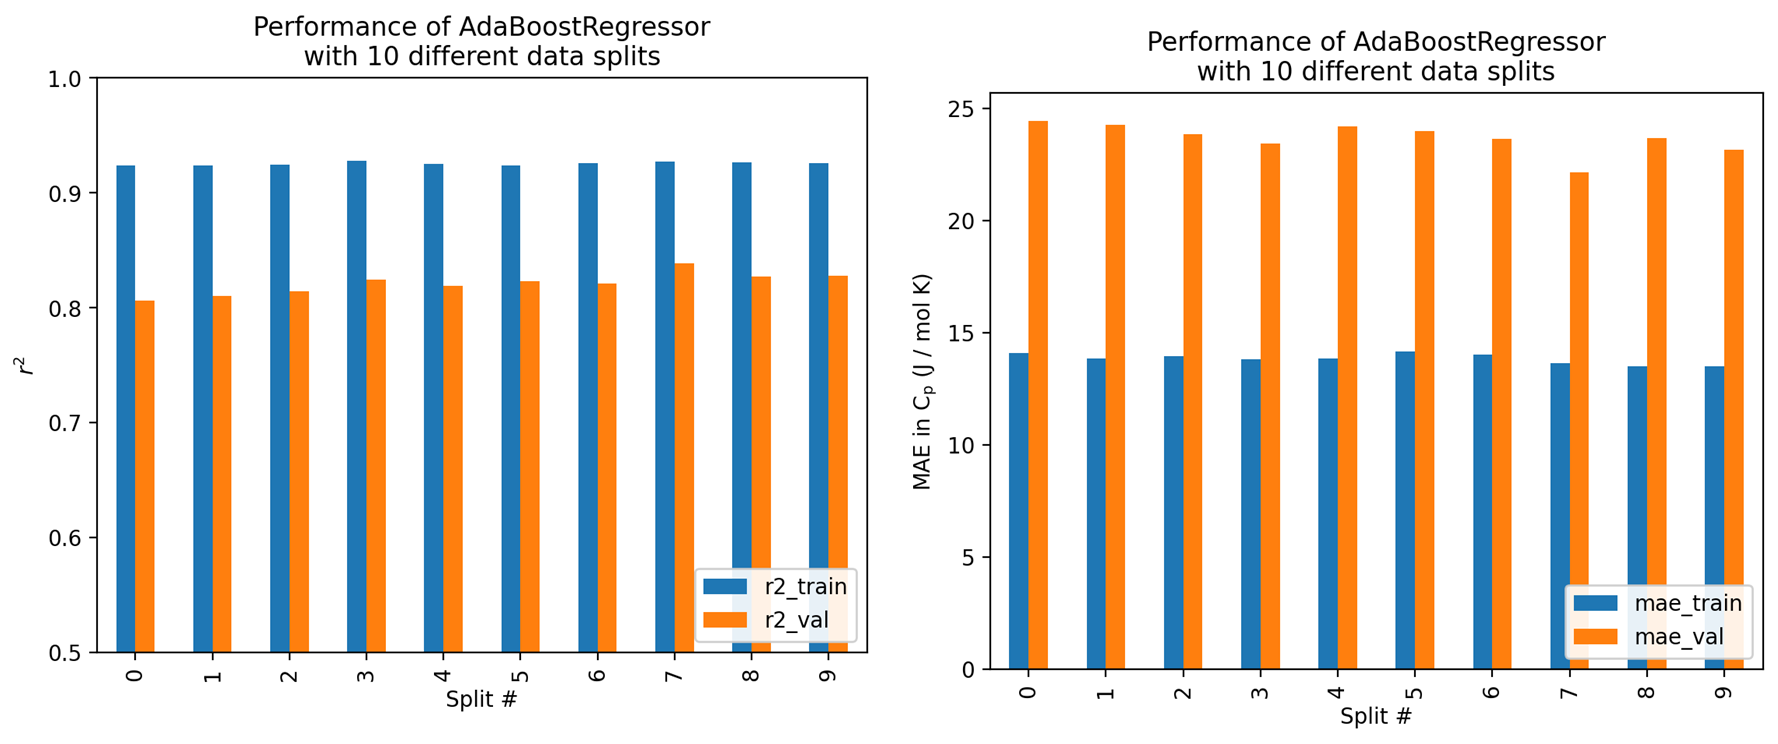 Performance of AdaBoostRegressor
with 10 different data splits
1.0
0.9
0.8
0.7
0.6
0.5
r²
0
1
2
3
4
5
6
7
8
9
Split #
r2_train
r2_val
Performance of AdaBoostRegressor
with 10 different data splits
25
20
15
10
5
0
MAE in Cₚ (J / mol K)
0
1
2
3
4
5
6
7
8
9
Split #
mae_train
mae_val